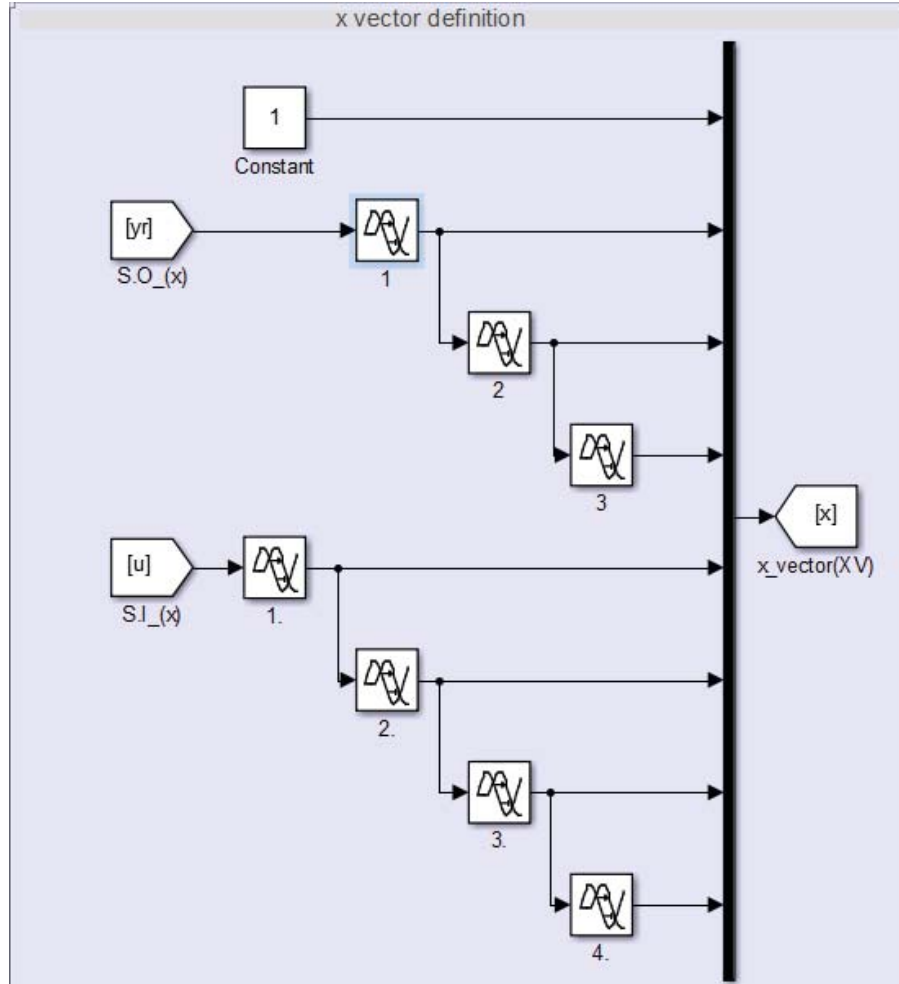 x vector definition
1
Constant
[yr]
S.O_(x)
1
2
3
[x]
x_vector(XV)
[u]
S.I_(x)
1.
2.
3.
4.